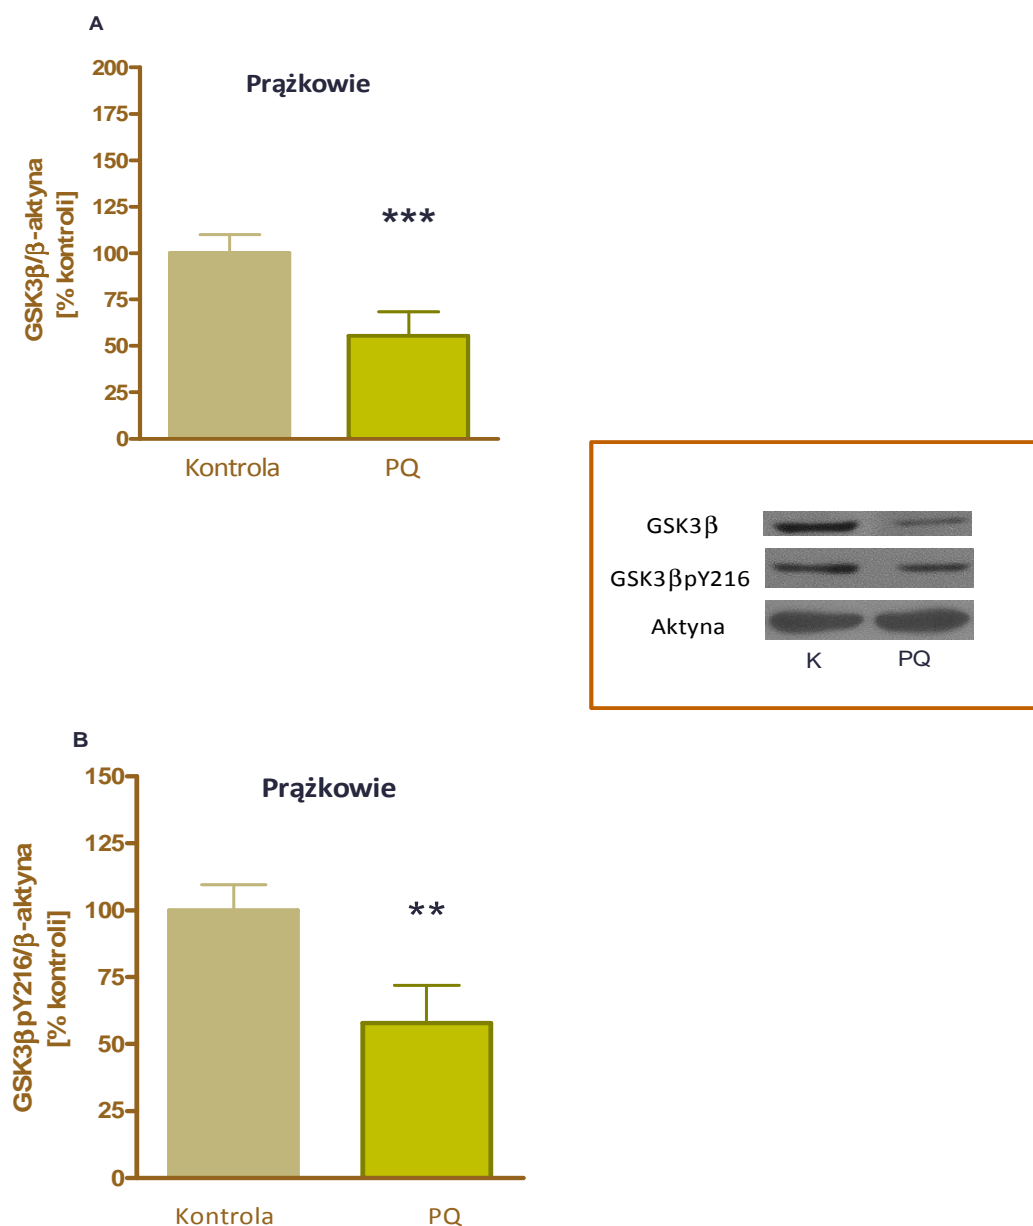 A
Prążkowie
GSK3β/β-aktyna
[% kontroli]
200
175
150
125
100
75
50
25
0
***
Kontrola
PQ
GSK3β
GSK3βpY216
Aktyna
K
PQ
B
Prążkowie
GSK3βpY216/β-aktyna
[% kontroli]
150
125
100
75
50
25
0
**
Kontrola
PQ